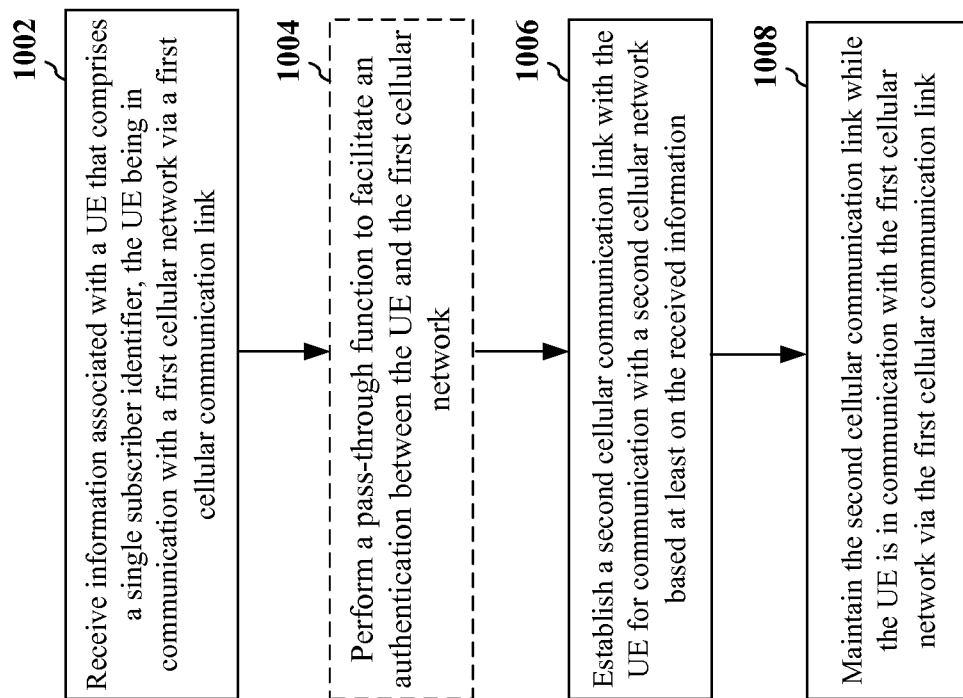 1002
Receive information associated with a UE that comprises
a single subscriber identifier, the UE being in
communication with a first cellular network via a first
cellular communication link
1004
Perform a pass-through function to facilitate an
authentication between the UE and the first cellular
network
1006
Establish a second cellular communication link with the
UE for communication with a second cellular network
based at least on the received information
1008
Maintain the second cellular communication link while
the UE is in communication with the first cellular
network via the first cellular communication link